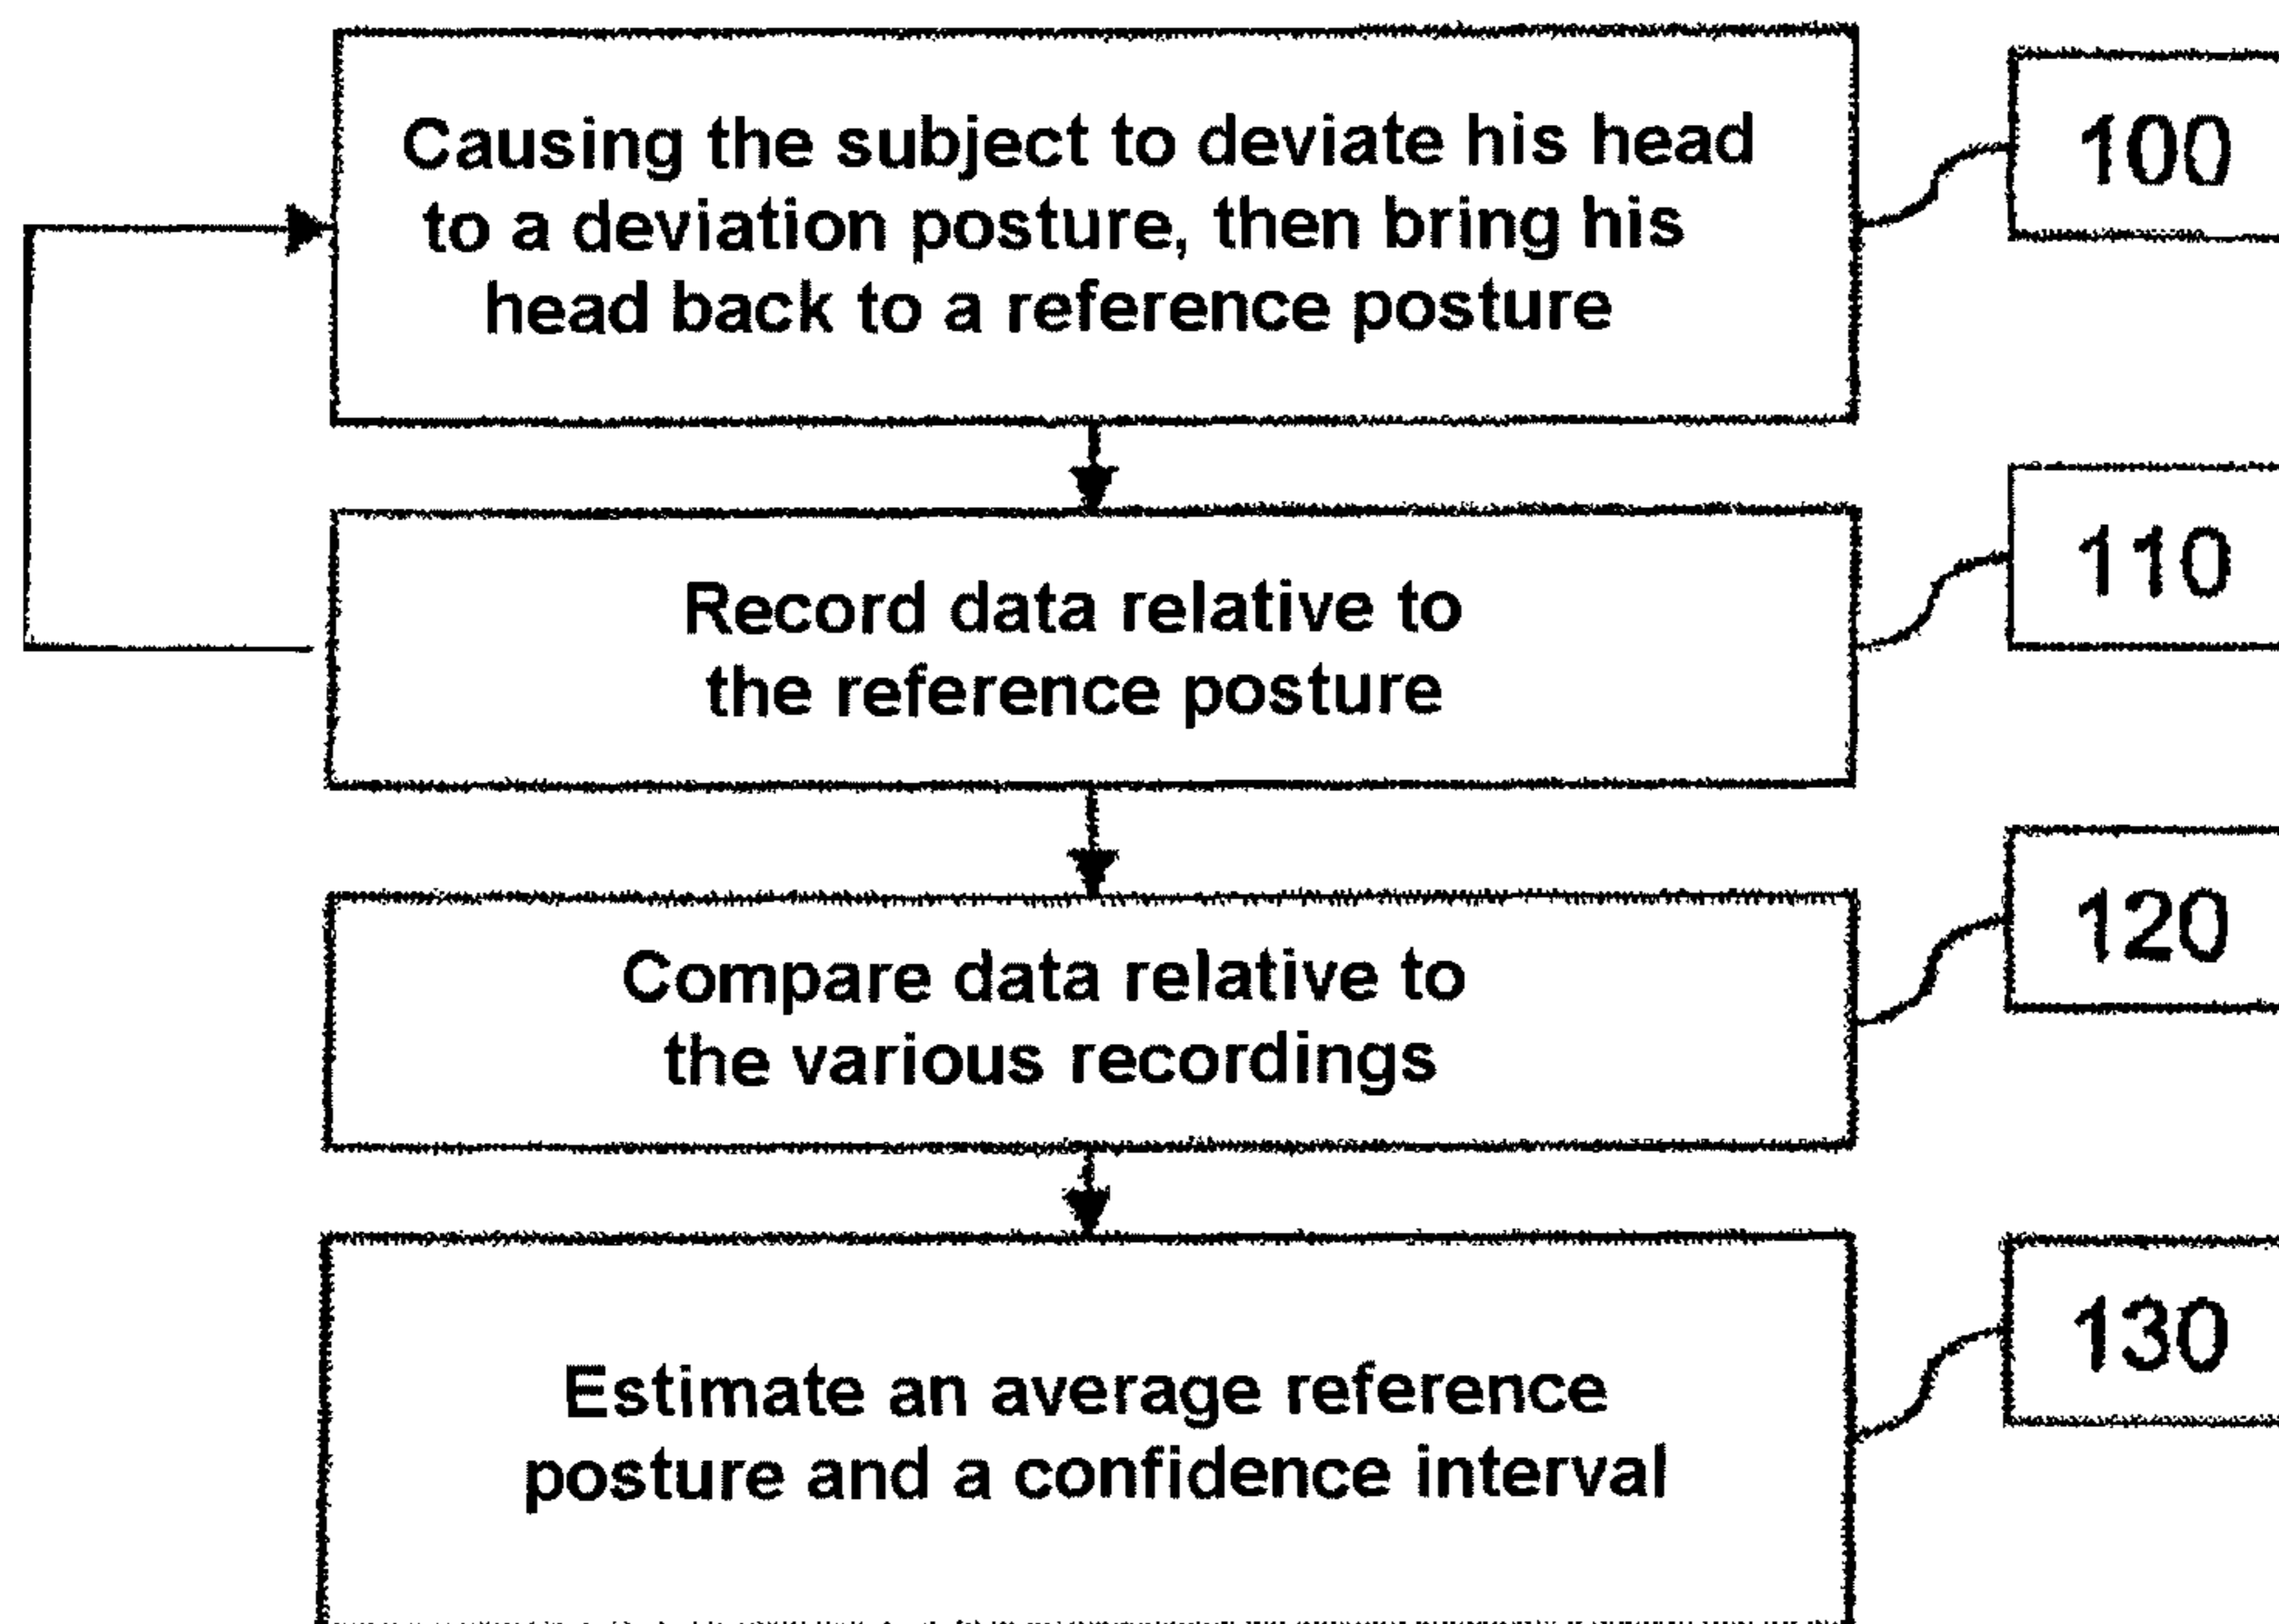 Causing the subject to deviate his head
to a deviation posture, then bring his
head back to a reference posture
100
Record data relative to
the reference posture
110
Compare data relative to
the various recordings
120
Estimate an average reference
posture and a confidence interval
130